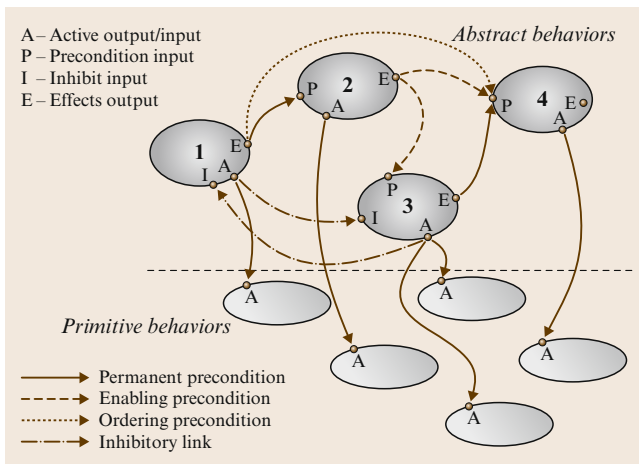 A – Active output/input
P – Precondition input
I – Inhibit input
E – Effects output
Abstract behaviors
1
E
A
I
2
P
A
E
3
P
I
E
A
4
P
E
A
A
A
A
A
A
Primitive behaviors
Permanent precondition
Enabling precondition
Ordering precondition
Inhibitory link